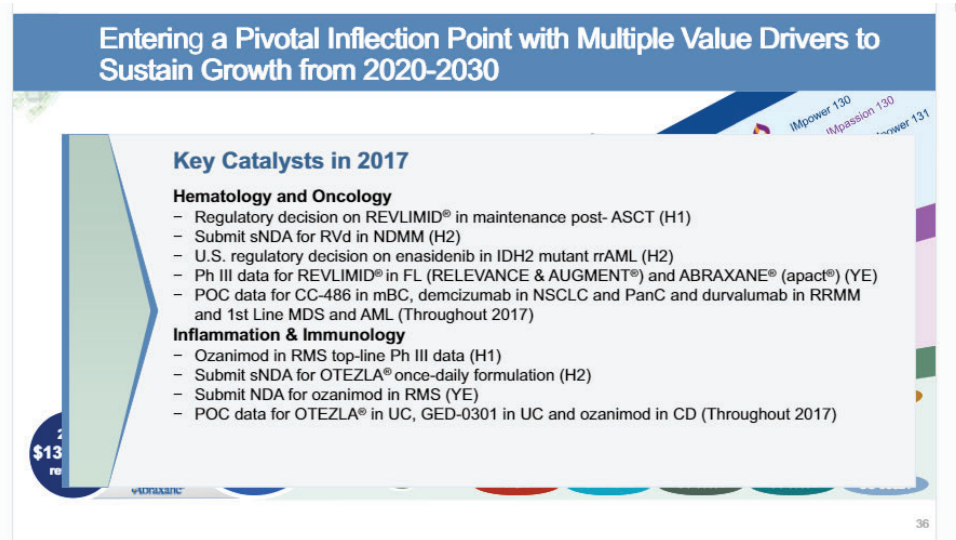 Entering a Pivotal Inflection Point with Multiple Value Drivers to
Sustain Growth from 2020-2030
IMpower 130
IMpassion 130
131
Key Catalysts in 2017
Hematology and Oncology
− Regulatory decision on REVLIMID® in maintenance post- ASCT (H1)
− Submit sNDA for RVd in NDMM (H2)
− U.S. regulatory decision on enasidenib in IDH2 mutant rrAML (H2)
− Ph III data for REVLIMID® in FL (RELEVANCE & AUGMENT®) and ABRAXANE® (apact®) (YE)
− POC data for CC-486 in mBC, demcizumab in NSCLC and PanC and durvalumab in RRMM
and 1st Line MDS and AML (Throughout 2017)
Inflammation & Immunology
− Ozanimod in RMS top-line Ph III data (H1)
− Submit sNDA for OTEZLA® once-daily formulation (H2)
− Submit NDA for ozanimod in RMS (YE)
− POC data for OTEZLA® in UC, GED-0301 in UC and ozanimod in CD (Throughout 2017)
$13
Abraxane
36